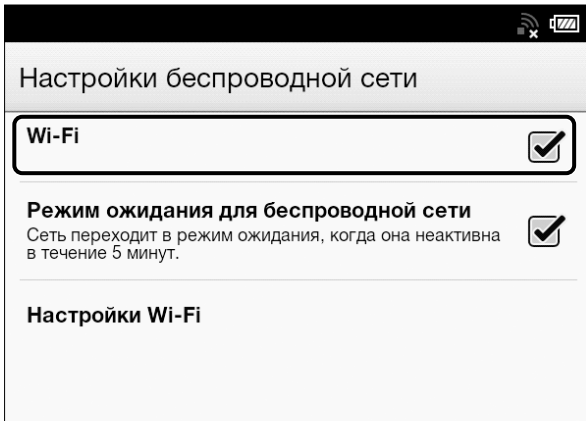 Настройки беспроводной сети
Wi-Fi
Режим ожидания для беспроводной сети
Сеть переходит в режим ожидания, когда она неактивна
в течение 5 минут.
Настройки Wi-Fi